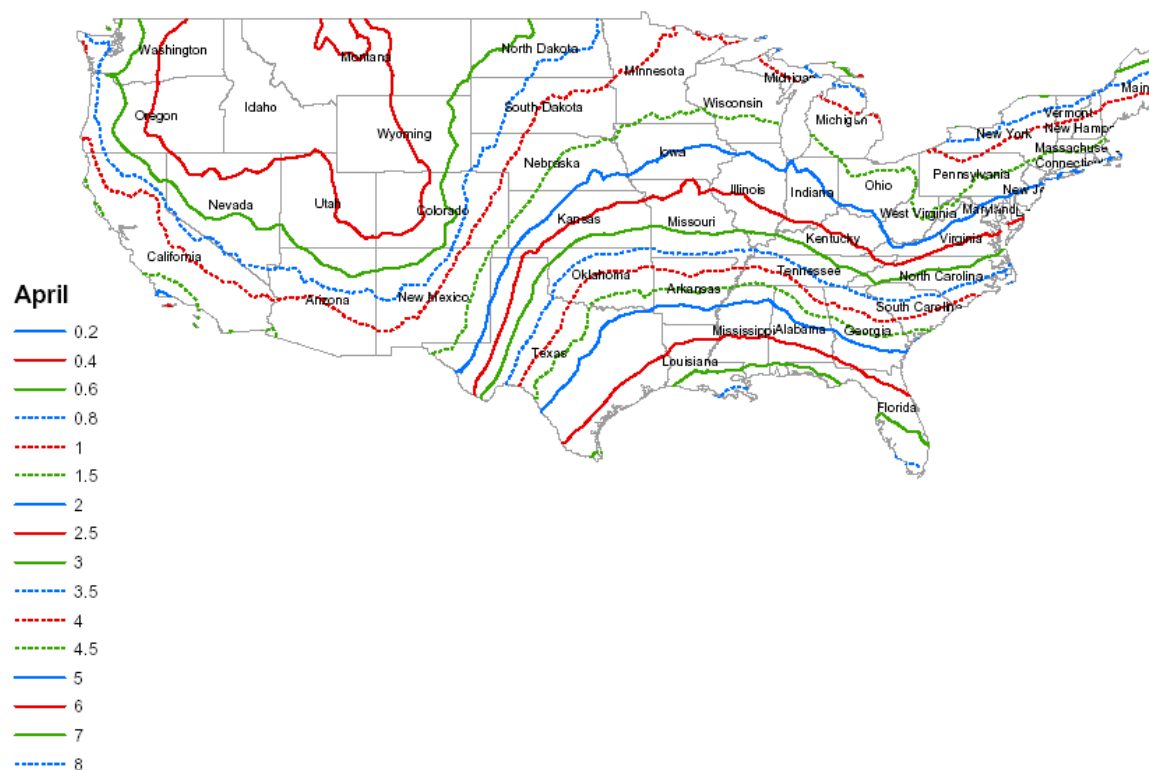 Washington
Montana
North Dakota
Minnesota
Michigan
Maine
Oregon
Idaho
South Dakota
Wisconsin
Michigan
Vermont
New York
New Hamp
Wyoming
Nebraska
Iowa
Massachuse
Connectic
Pennsylvania
Nevada
Utah
Colorado
Illinois
Indiana
Ohio
New Je
West Virginia
Maryland
Kansas
Missouri
Kentucky
Virginia
California
Arizona
New Mexico
Oklahoma
Arkansas
Tennessee
North Carolina
South Carolina
Texas
Mississippi
Alabama
Georgia
Louisiana
Florida
April
0.2
0.4
0.6
0.8
1
1.5
2
2.5
3
3.5
4
4.5
5
6
7
8